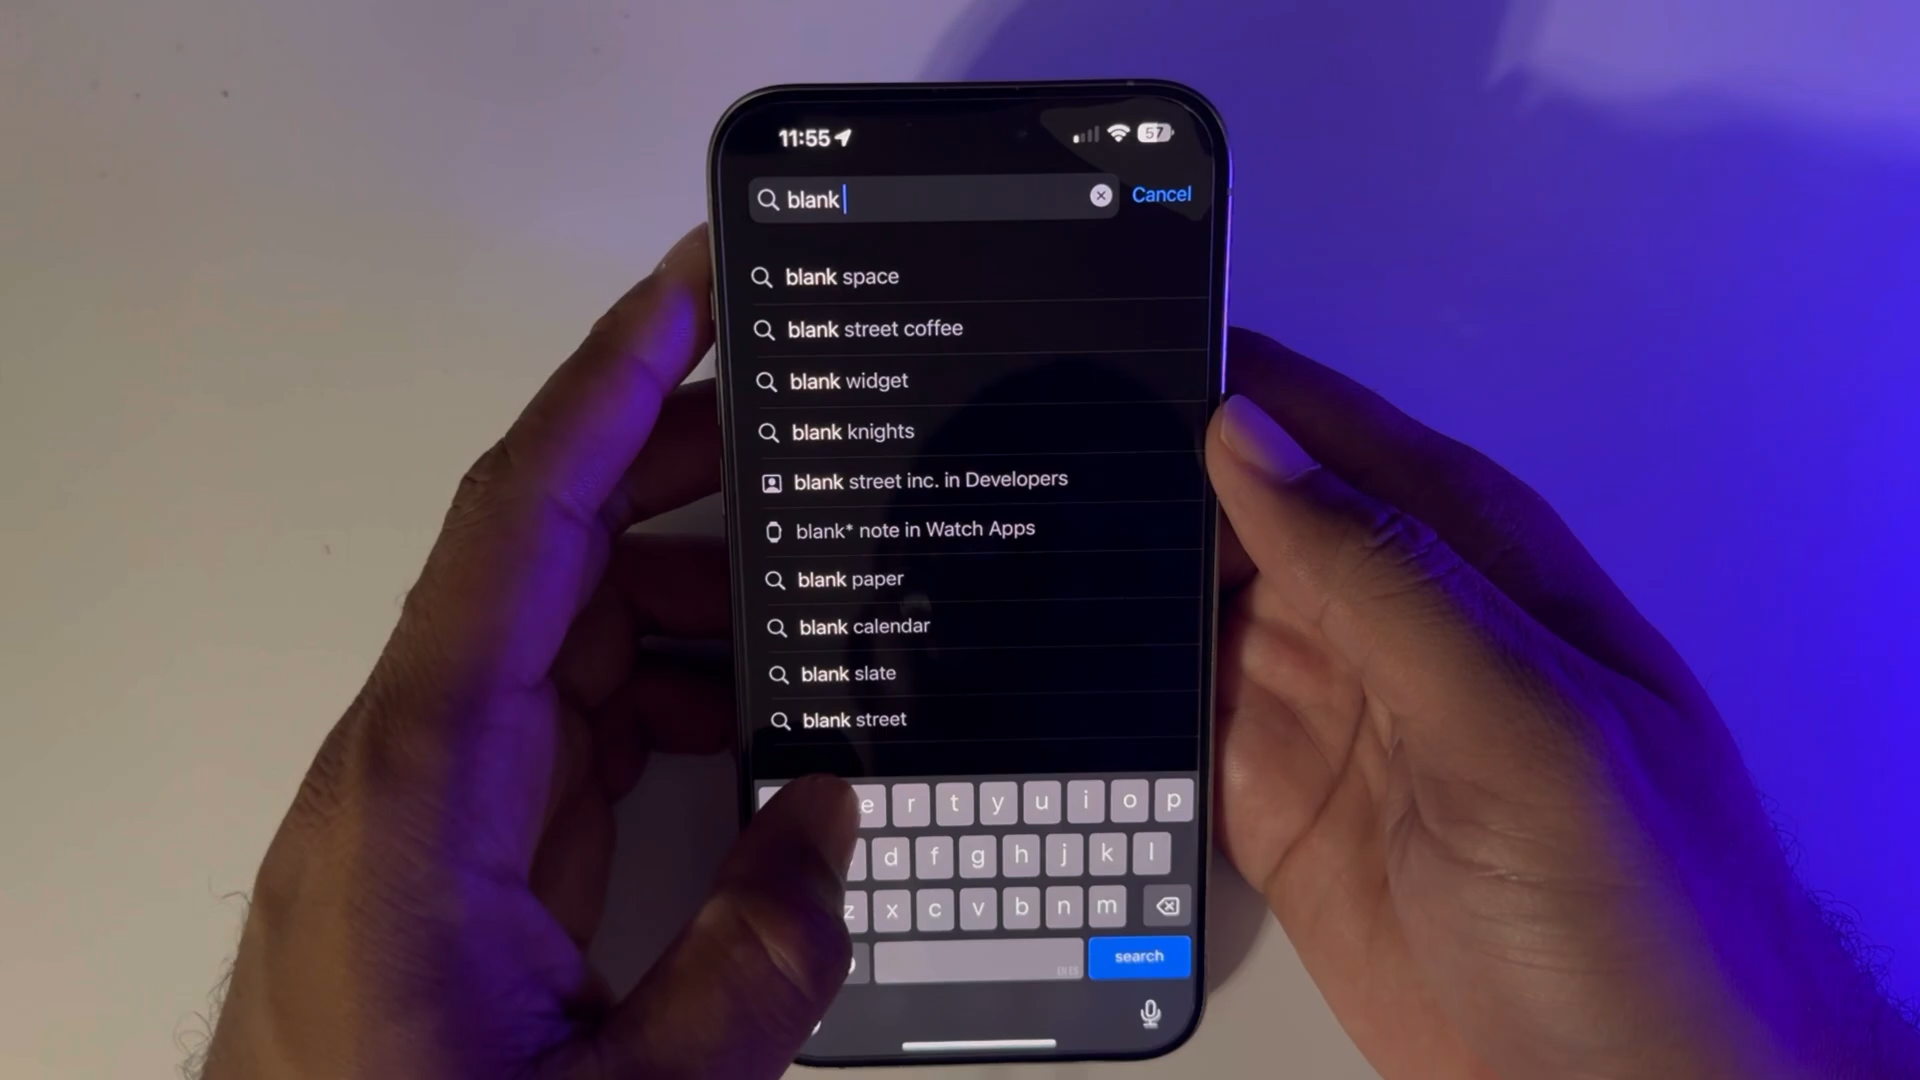 11:55
57
blank
Cancel
blank space
blank street coffee
blank widget
blank knights
blank street inc. in Developers
blank* note in Watch Apps
blank paper
blank calendar
blank slate
blank street
e r t y u i o p
d f g h j k l
z x c v b n m
search